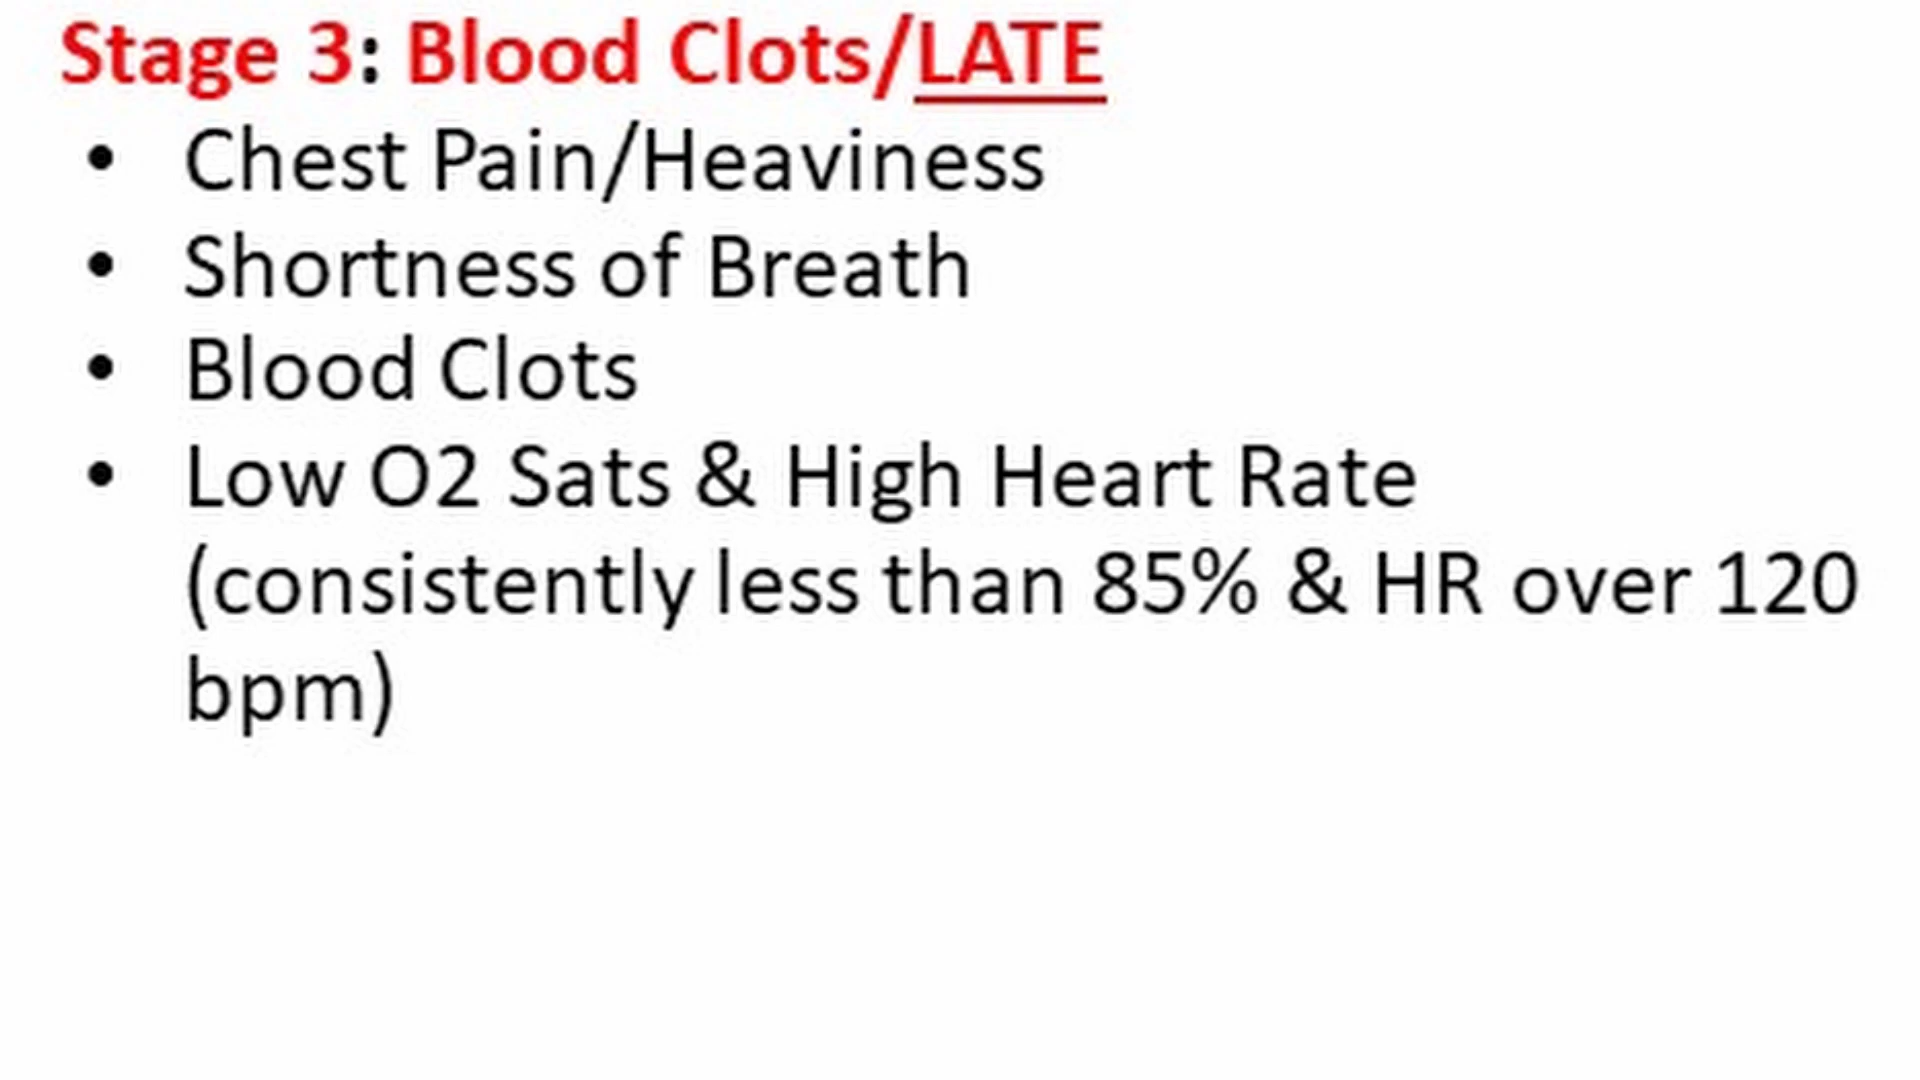 Stage 3: Blood Clots/LATE
• Chest Pain/Heaviness
• Shortness of Breath
• Blood Clots
• Low O2 Sats & High Heart Rate
(consistently less than 85% & HR over 120
bpm)